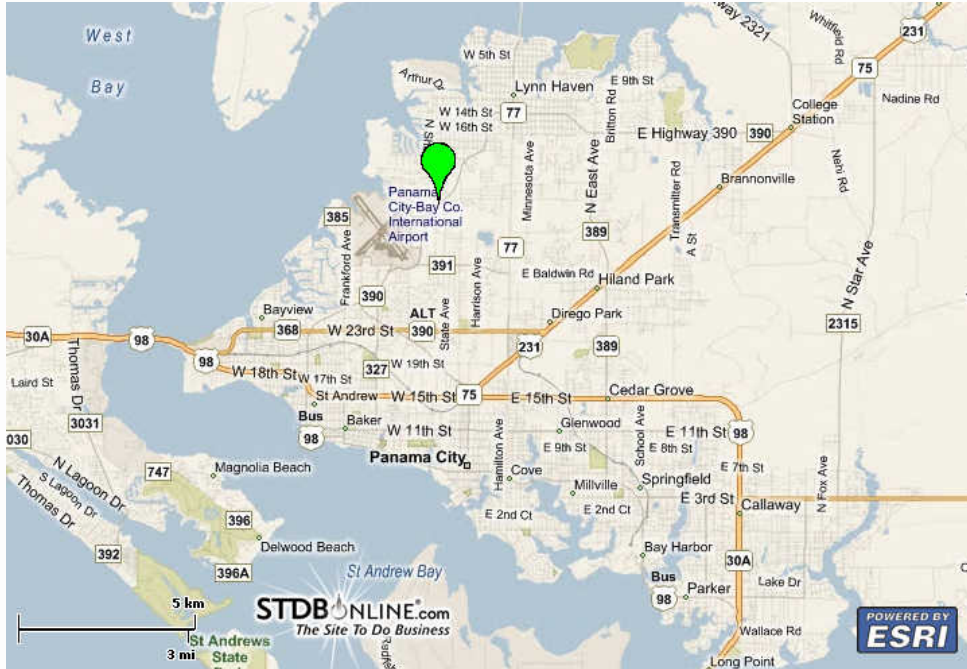 West
Bay
W 5th St
Arthur Dr
Lynn Haven
E 9th St
Whitfield Rd
231
75
Nadine Rd
College
Station
W 14th St
77
W 16th St
Britton Rd
E Highway 390
390
Nehi Rd
Brannonville
Minnesota Ave
N East Ave
Transmitter Rd
A St
Panama
City-Bay Co.
International
Airport
385
Frankford Ave
391
77
389
E Baldwin Rd
Hiland Park
N Star Ave
2315
390
Harrison Ave
State Ave
Bayview
368
ALT
390
W 23rd St
Dirego Park
30A
98
98
Thomas Dr
Laird St
W 18th St
W 17th St
327
W 19th St
231
389
St Andrew
W 15th St
75
E 15th St
Cedar Grove
Bus
98
Baker
W 11th St
Glenwood
E 11th St
98
3031
E 9th St
School Ave
E 8th St
E 7th St
N Fox Ave
Panama City
Hamilton Ave
Cove
Millville
Springfield
E 3rd St
Callaway
E 2nd Ct
E 2nd Ct
N Lagoon Dr
S Lagoon Dr
Thomas Dr
747
Magnolia Beach
396
Delwood Beach
392
396A
St Andrew Bay
Bay Harbor
30A
Bus
98
Parker
Lake Dr
Wallace Rd
Long Point
5 km
3 mi
St Andrews
State
STDBONLINE.com
The Site To Do Business
POWERED BY
ESRI